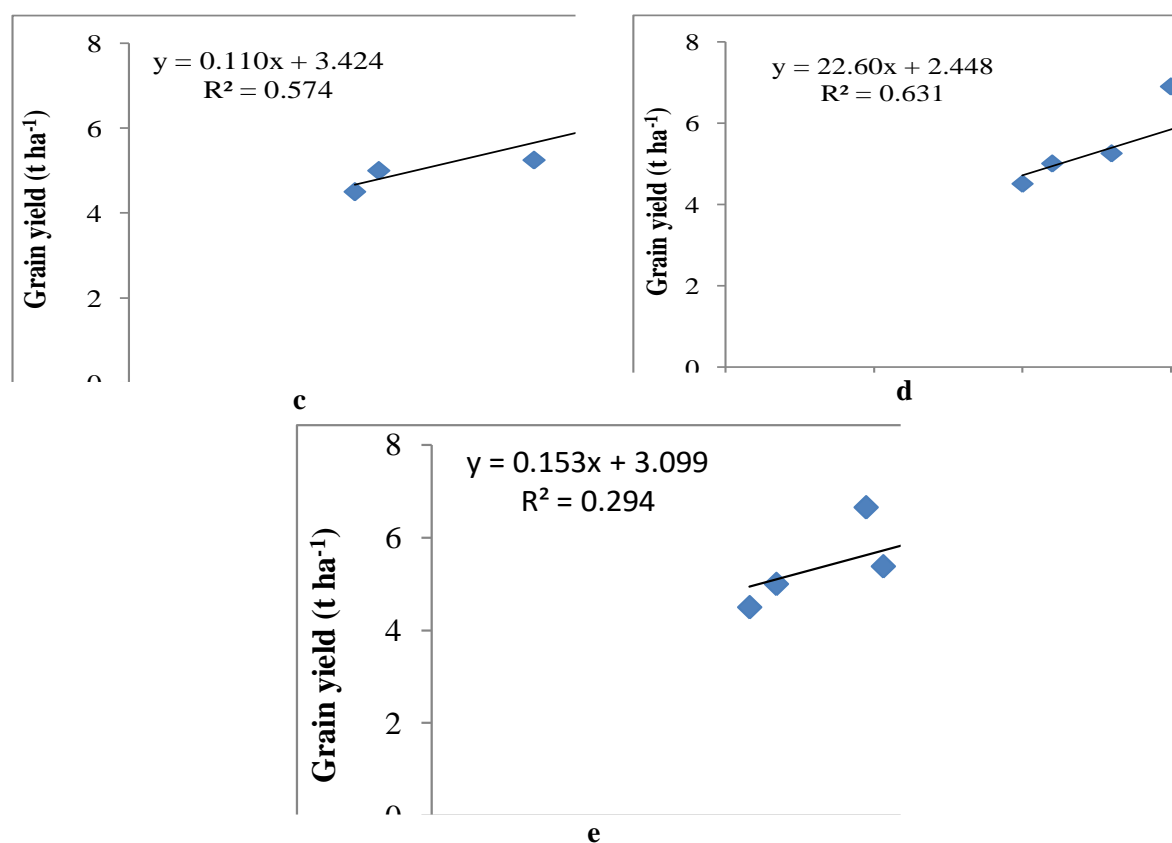 8
y = 0.110x + 3.424
R² = 0.574
6
4
2
0
Grain yield (t ha⁻¹)
c
8
y = 22.60x + 2.448
R² = 0.631
6
4
2
0
Grain yield (t ha⁻¹)
d
8
y = 0.153x + 3.099
R² = 0.294
6
4
2
0
Grain yield (t ha⁻¹)
e